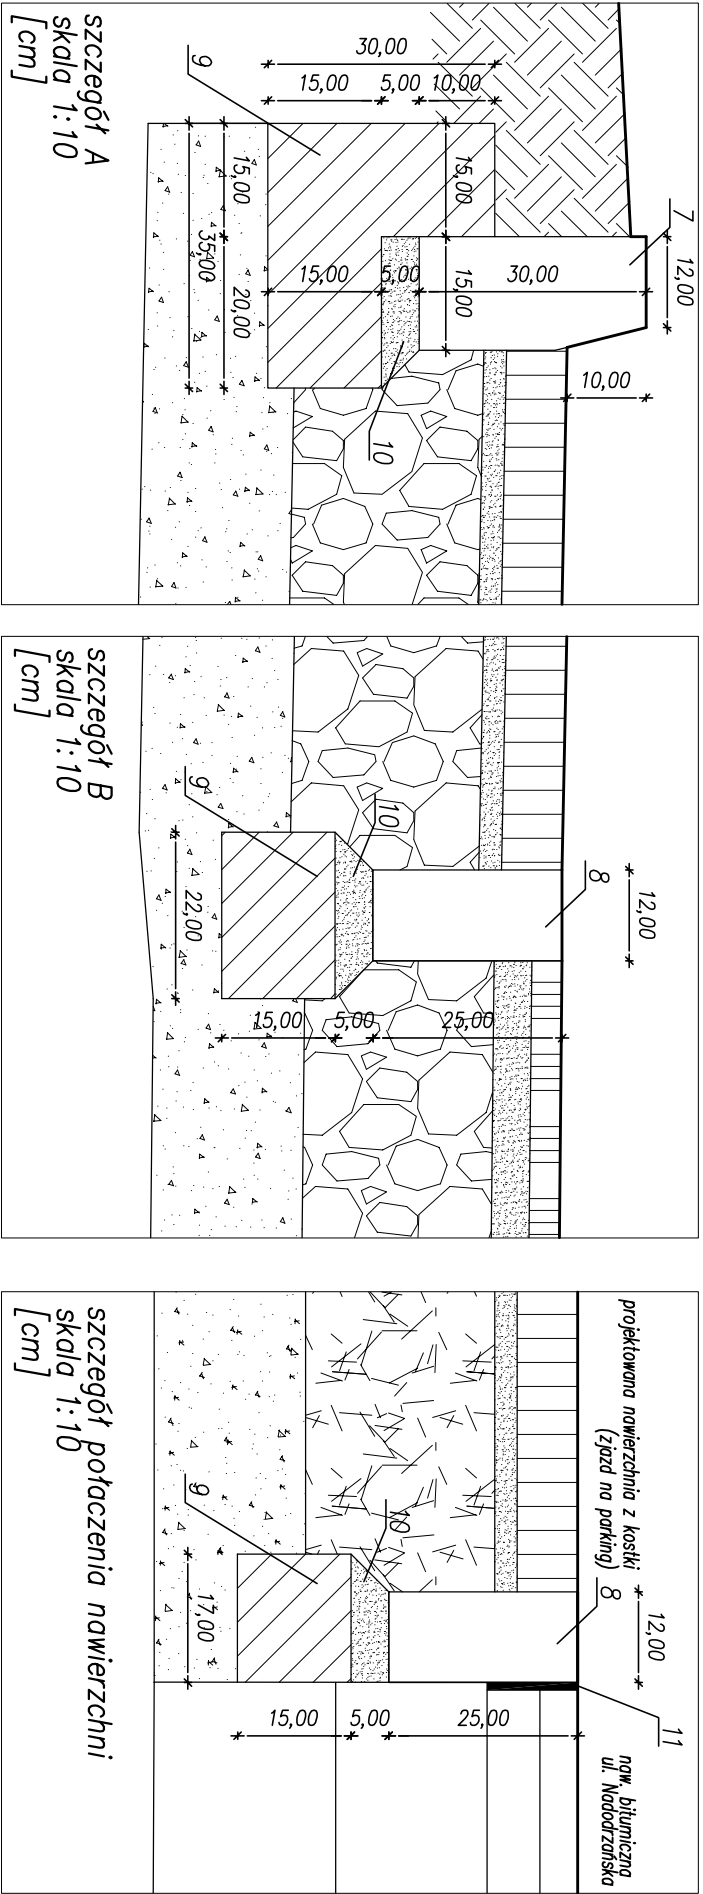 30,00
15,00
5,00
10,00
9
15,00
20,00
35,00
15,00
15,00
15,00
5,00
30,00
7
12,00
10,00
10
szczegół A
skala 1:10
[cm]
12,00
8
10
9
22,00
15,00
5,00
25,00
szczegół B
skala 1:10
[cm]
projektowana nawierzchnia z kostki
(zjazd na parking)
8
12,00
11
naw. bitumiczna
ul. Nadodrzańska
10
9
17,00
15,00
5,00
25,00
szczegół połaczenia nawierzchni
skala 1:10
[cm]